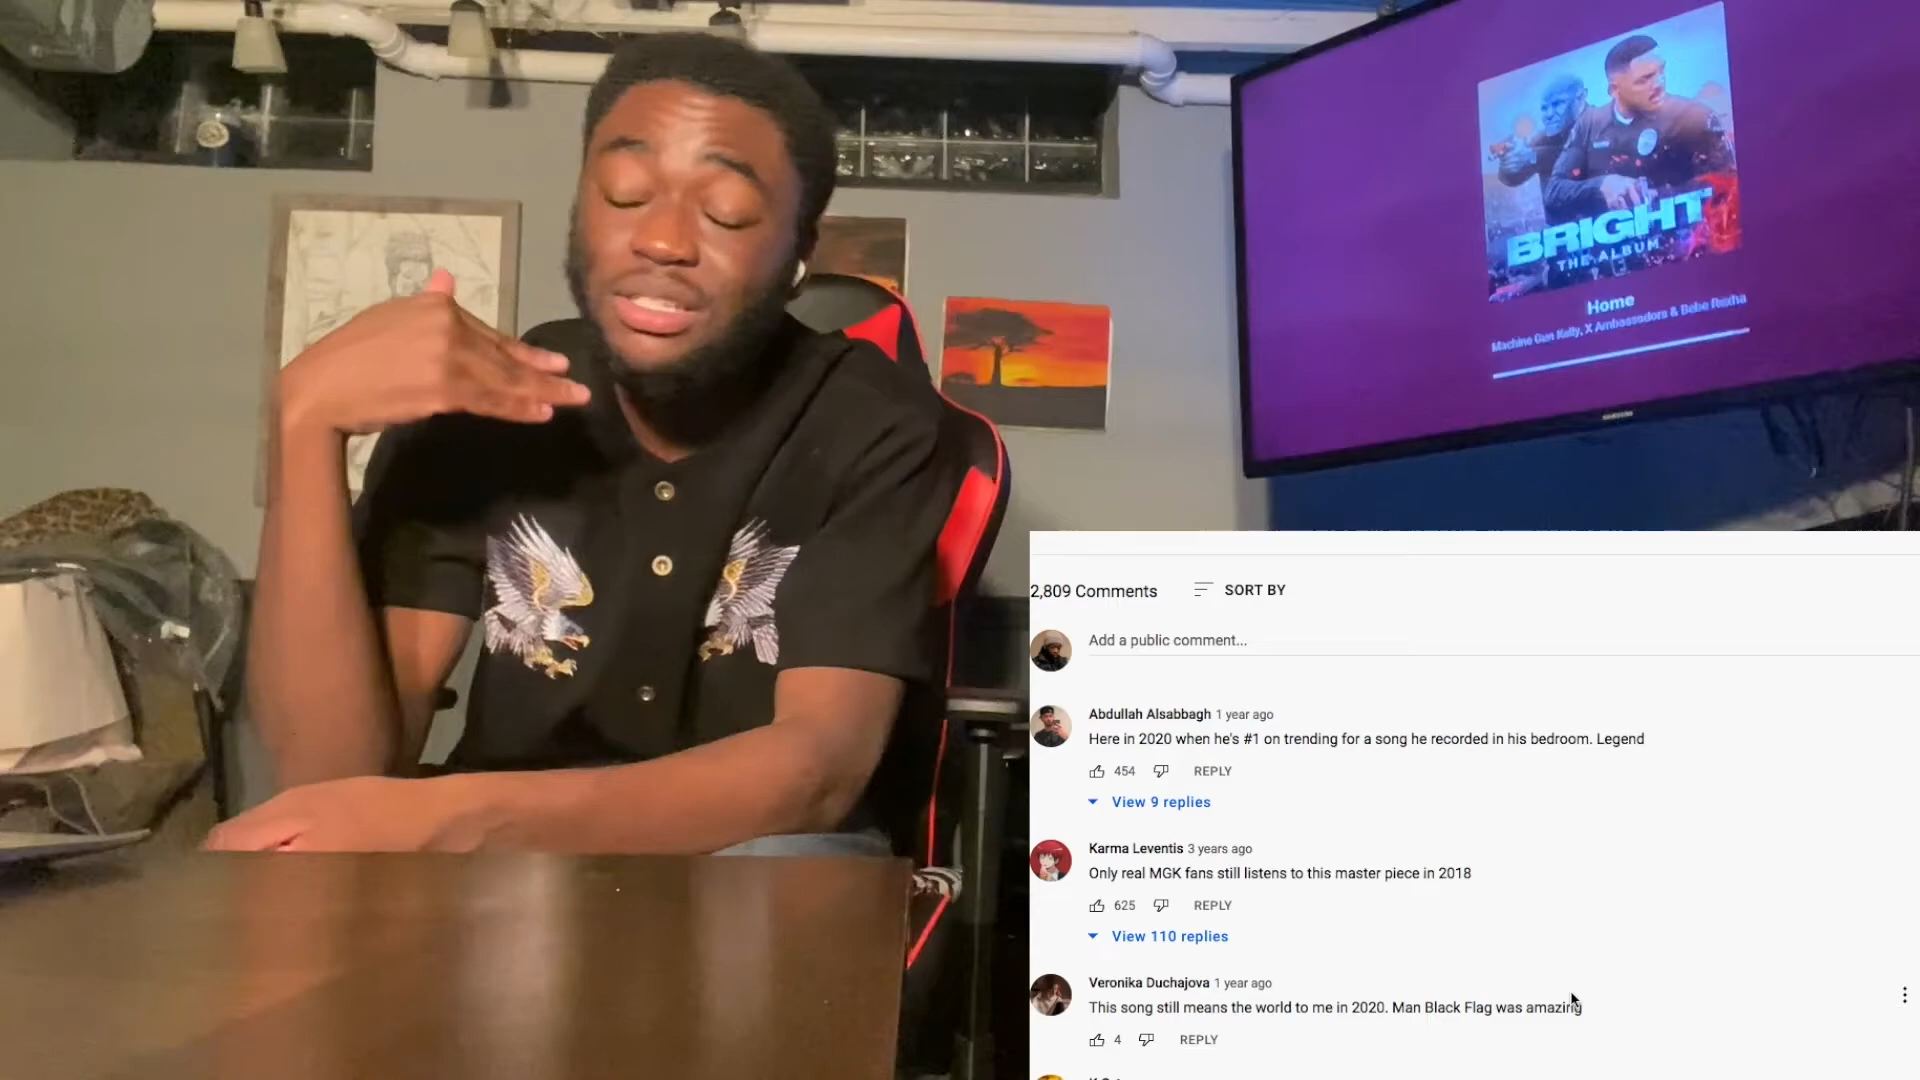 BRIGHT
THE ALBUM
Home
Machine Gun Kelly, X Ambassadors & Bebe Rexha
SAMSUNG
2,809 Comments
SORT BY
Add a public comment...
Abdullah Alsabbagh 1 year ago
Here in 2020 when he's #1 on trending for a song he recorded in his bedroom. Legend
454 REPLY
View 9 replies
Karma Leventis 3 years ago
Only real MGK fans still listens to this master piece in 2018
625 REPLY
View 110 replies
Veronika Duchajova 1 year ago
This song still means the world to me in 2020. Man Black Flag was amazing
4 REPLY